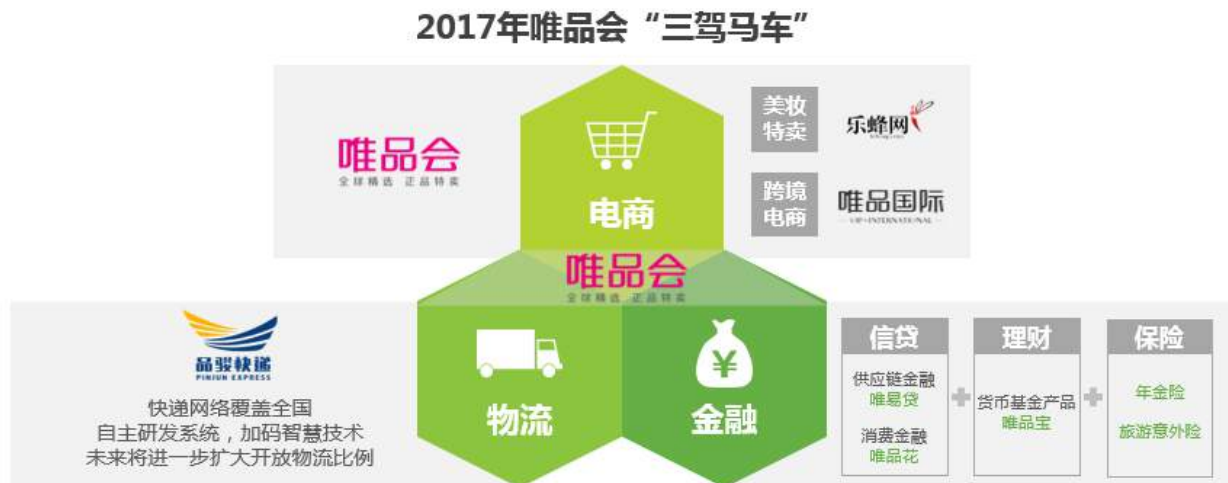 2017年唯品会“三驾马车”
唯品会
全球精选 正品特卖
电商
美妆
特卖
乐蜂网
跨境
电商
唯品国际
VIP•INTERNATIONAL
唯品会
全球精选 正品特卖
品骏快递
PINJUN EXPRESS
快递网络覆盖全国
自主研发系统，加码智慧技术
未来将进一步扩大开放物流比例
物流
¥
金融
信贷
供应链金融
唯易贷
消费金融
唯品花
理财
货币基金产品
唯品宝
保险
年金险
旅游意外险